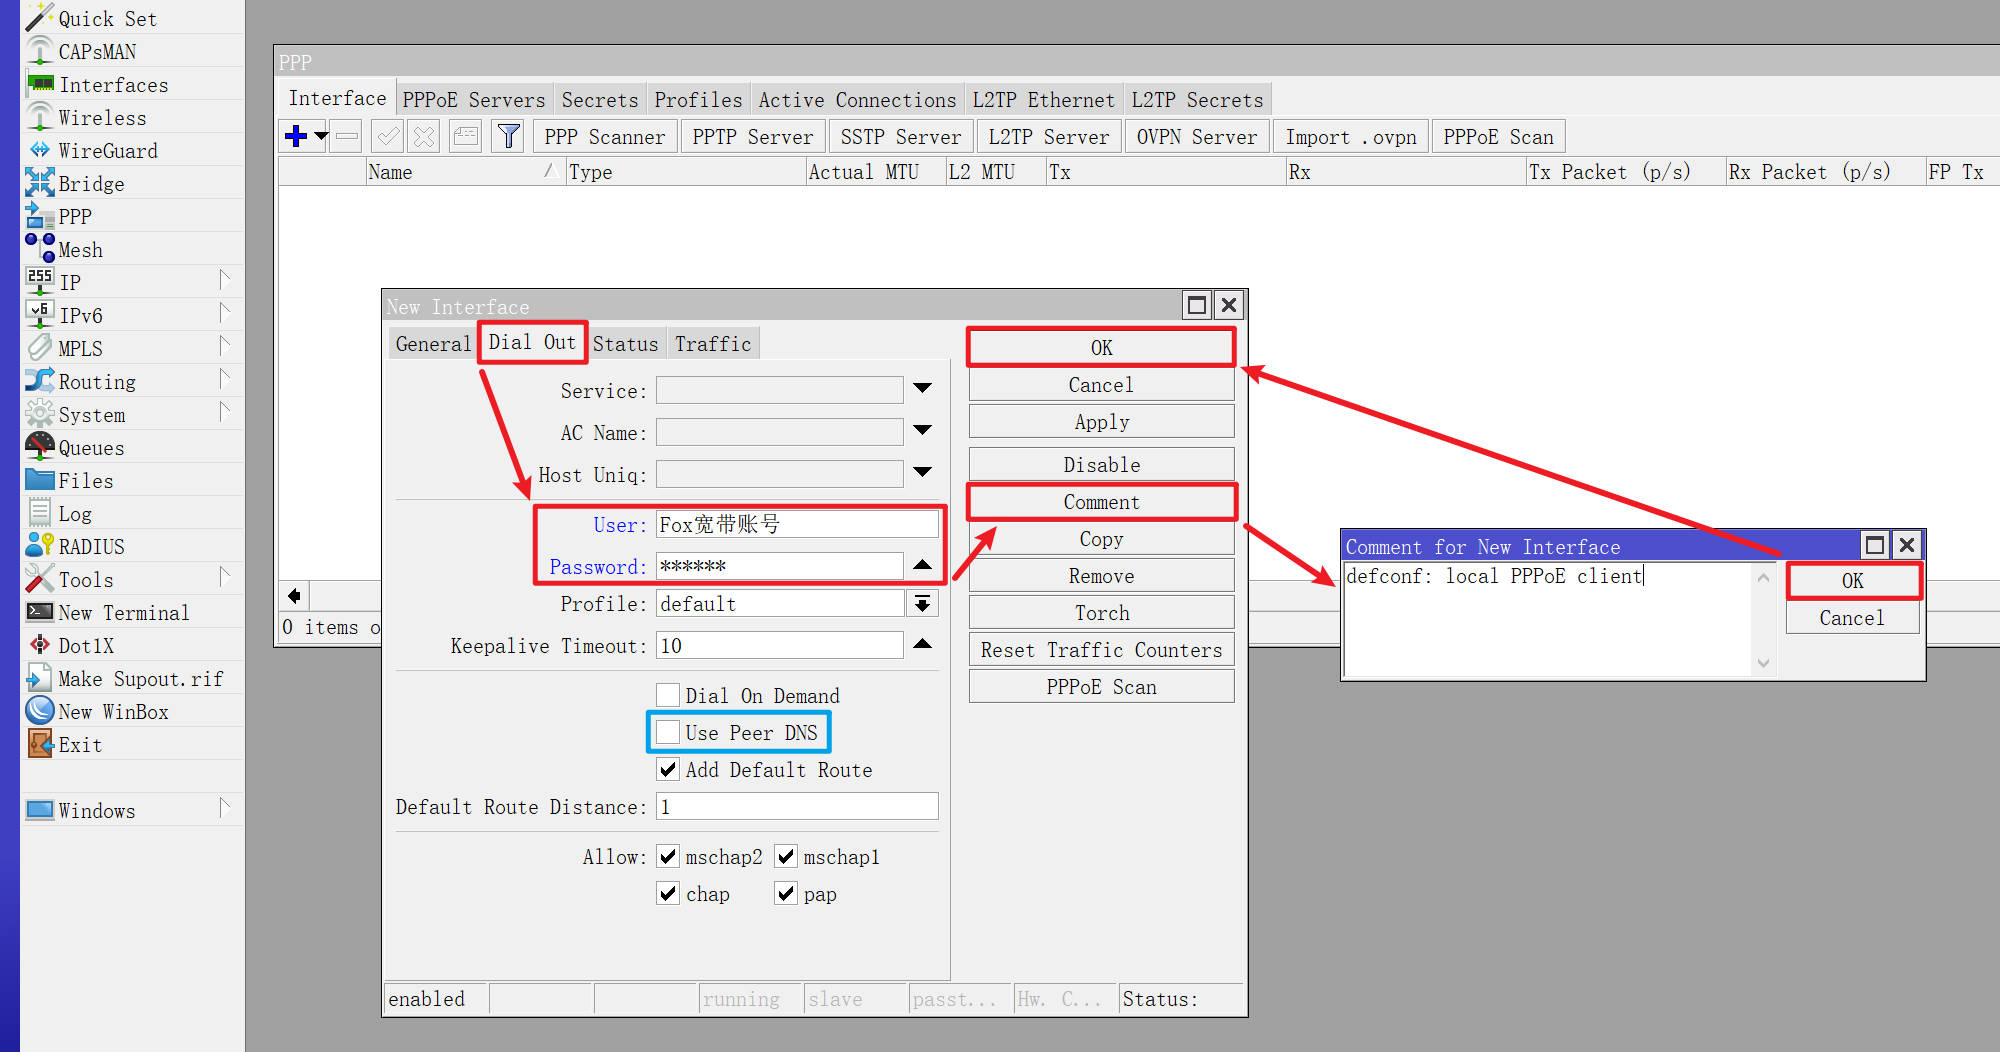 Quick Set
CAPsMAN
Interfaces
Wireless
WireGuard
Bridge
PPP
Mesh
255
IP
v6
IPv6
MPLS
Routing
System
Queues
Files
Log
RADIUS
Tools
New Terminal
Dot1X
Make Supout.rif
New WinBox
Exit
Windows
PPP
Interface PPPoE Servers Secrets Profiles Active Connections L2TP Ethernet L2TP Secrets
PPP Scanner PPTP Server SSTP Server L2TP Server OVPN Server Import .ovpn PPPoE Scan
Name Type Actual MTU L2 MTU Tx Rx Tx Packet (p/s) Rx Packet (p/s) FP Tx
0 items o
New Interface
General Dial Out Status Traffic
Service:
AC Name:
Host Uniq:
User: Fox宽带账号
Password: ******
Profile: default
Keepalive Timeout: 10
Dial On Demand
Use Peer DNS
Add Default Route
Default Route Distance: 1
Allow: mschap2 mschap1
chap pap
OK
Cancel
Apply
Disable
Comment
Copy
Remove
Torch
Reset Traffic Counters
PPPoE Scan
enabled running slave passt... Hw. C... Status:
Comment for New Interface
defconf: local PPPoE client
OK
Cancel